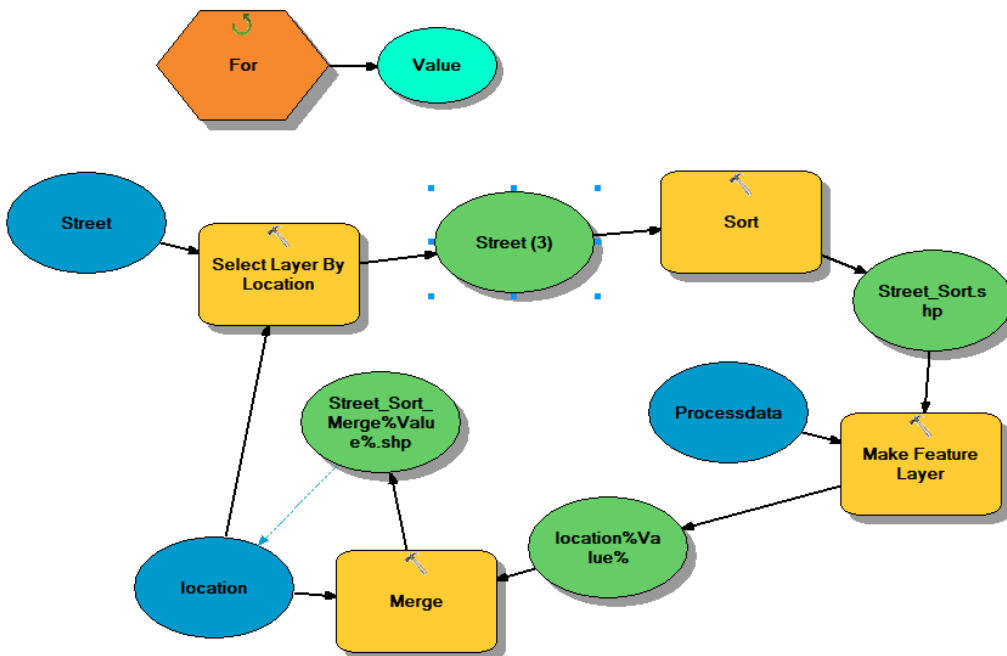 For
Value
Street
Select Layer By
Location
Street (3)
Sort
Street_Sort.s
hp
Street_Sort_
Merge%Valu
e%.shp
Processdata
Make Feature
Layer
location%Va
lue%
location
Merge